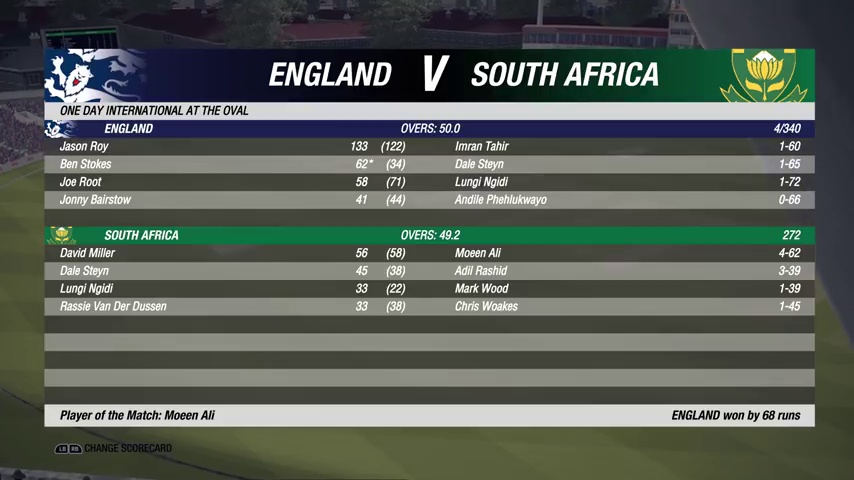 ENGLAND V SOUTH AFRICA
ONE DAY INTERNATIONAL AT THE OVAL
ENGLAND OVERS: 50.0 4/340
Jason Roy 133 (122) Imran Tahir 1-60
Ben Stokes 62* (34) Dale Steyn 1-65
Joe Root 58 (71) Lungi Ngidi 1-72
Jonny Bairstow 41 (44) Andile Phehlukwayo 0-66
SOUTH AFRICA OVERS: 49.2 272
David Miller 56 (58) Moeen Ali 4-62
Dale Steyn 45 (38) Adil Rashid 3-39
Lungi Ngidi 33 (22) Mark Wood 1-39
Rassie Van Der Dussen 33 (38) Chris Woakes 1-45
Player of the Match: Moeen Ali ENGLAND won by 68 runs
LB RB CHANGE SCORECARD